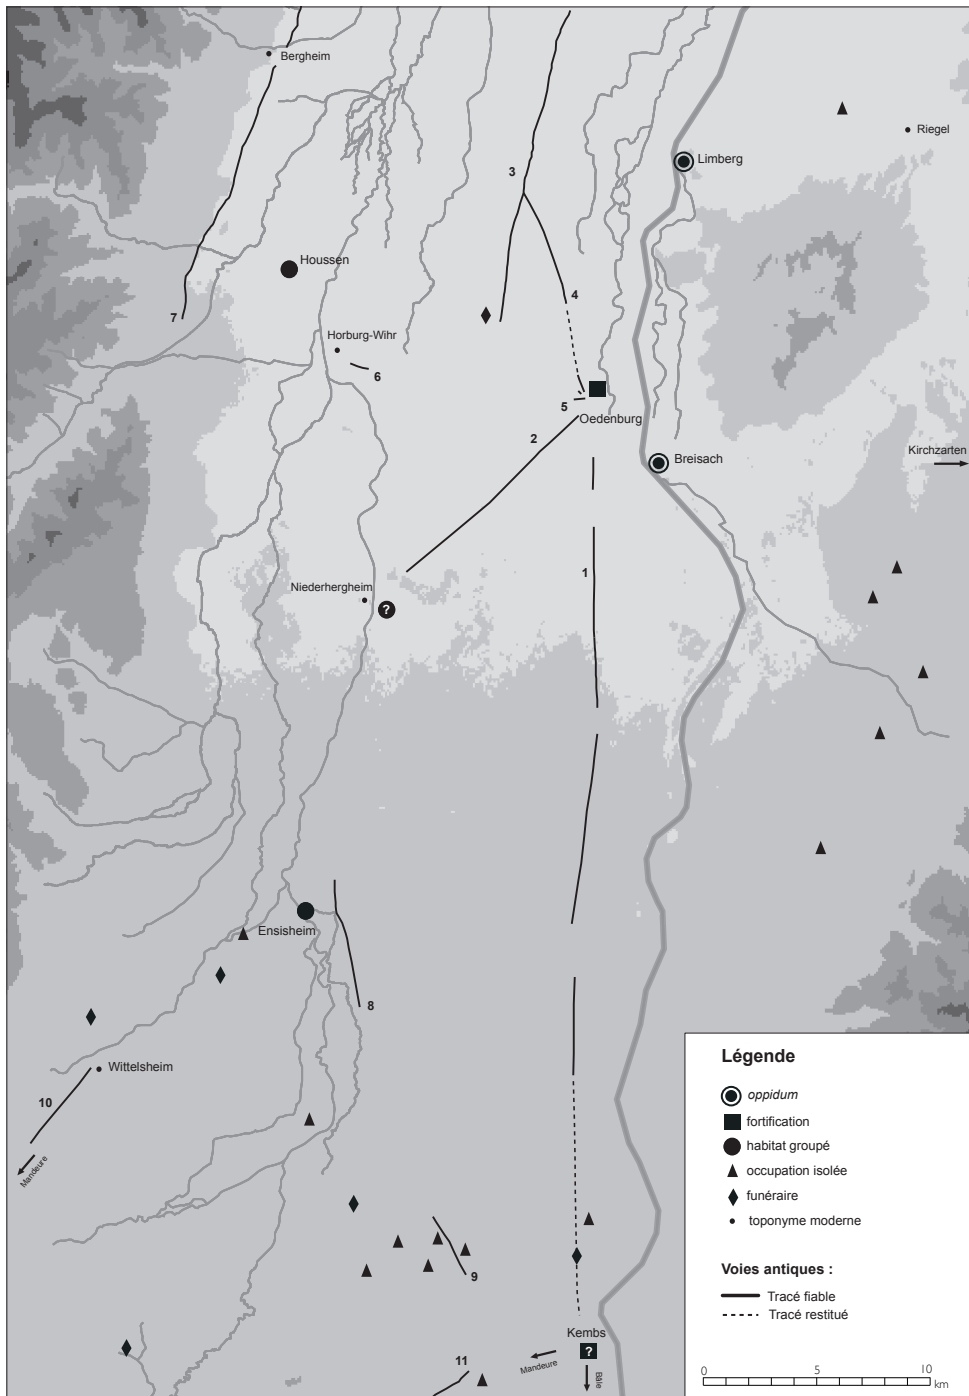 Bergheim
Riegel
Limberg
3
Houssen
4
7
Horburg-Wihr
6
5
Oedenburg
2
Breisach
Kirchzarten
1
Niederhergheim
?
Ensisheim
8
Wittelsheim
10
Mandeure
9
Kembs
?
Mandeure
Bâle
11
Légende
oppidum
fortification
habitat groupé
occupation isolée
funéraire
toponyme moderne
Voies antiques :
Tracé fiable
Tracé restitué
0 5 10
km